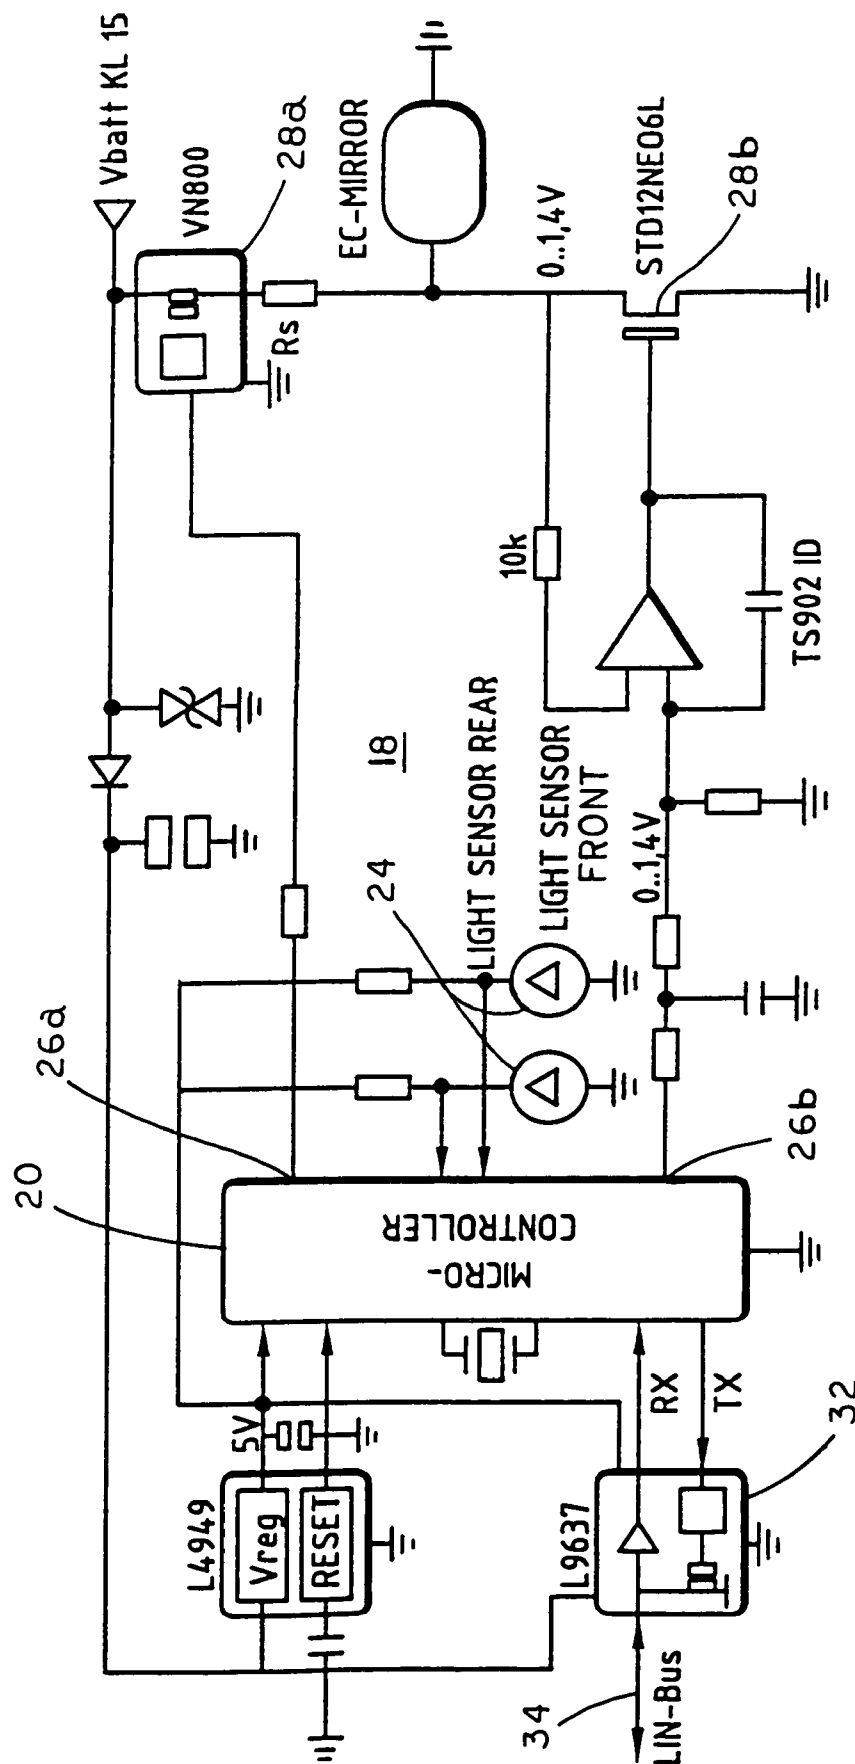 Vbatt KL 15
VN800
28a
Rs
EC-MIRROR
0..1,4V
STD12NE06L
28b
10k
TS902 ID
18
LIGHT SENSOR REAR
LIGHT SENSOR
FRONT
24
0..1,4V
26a
20
26b
MICRO-
CONTROLLER
5V
L4949
Vreg
RESET
RX
TX
L9637
32
34
LIN-Bus